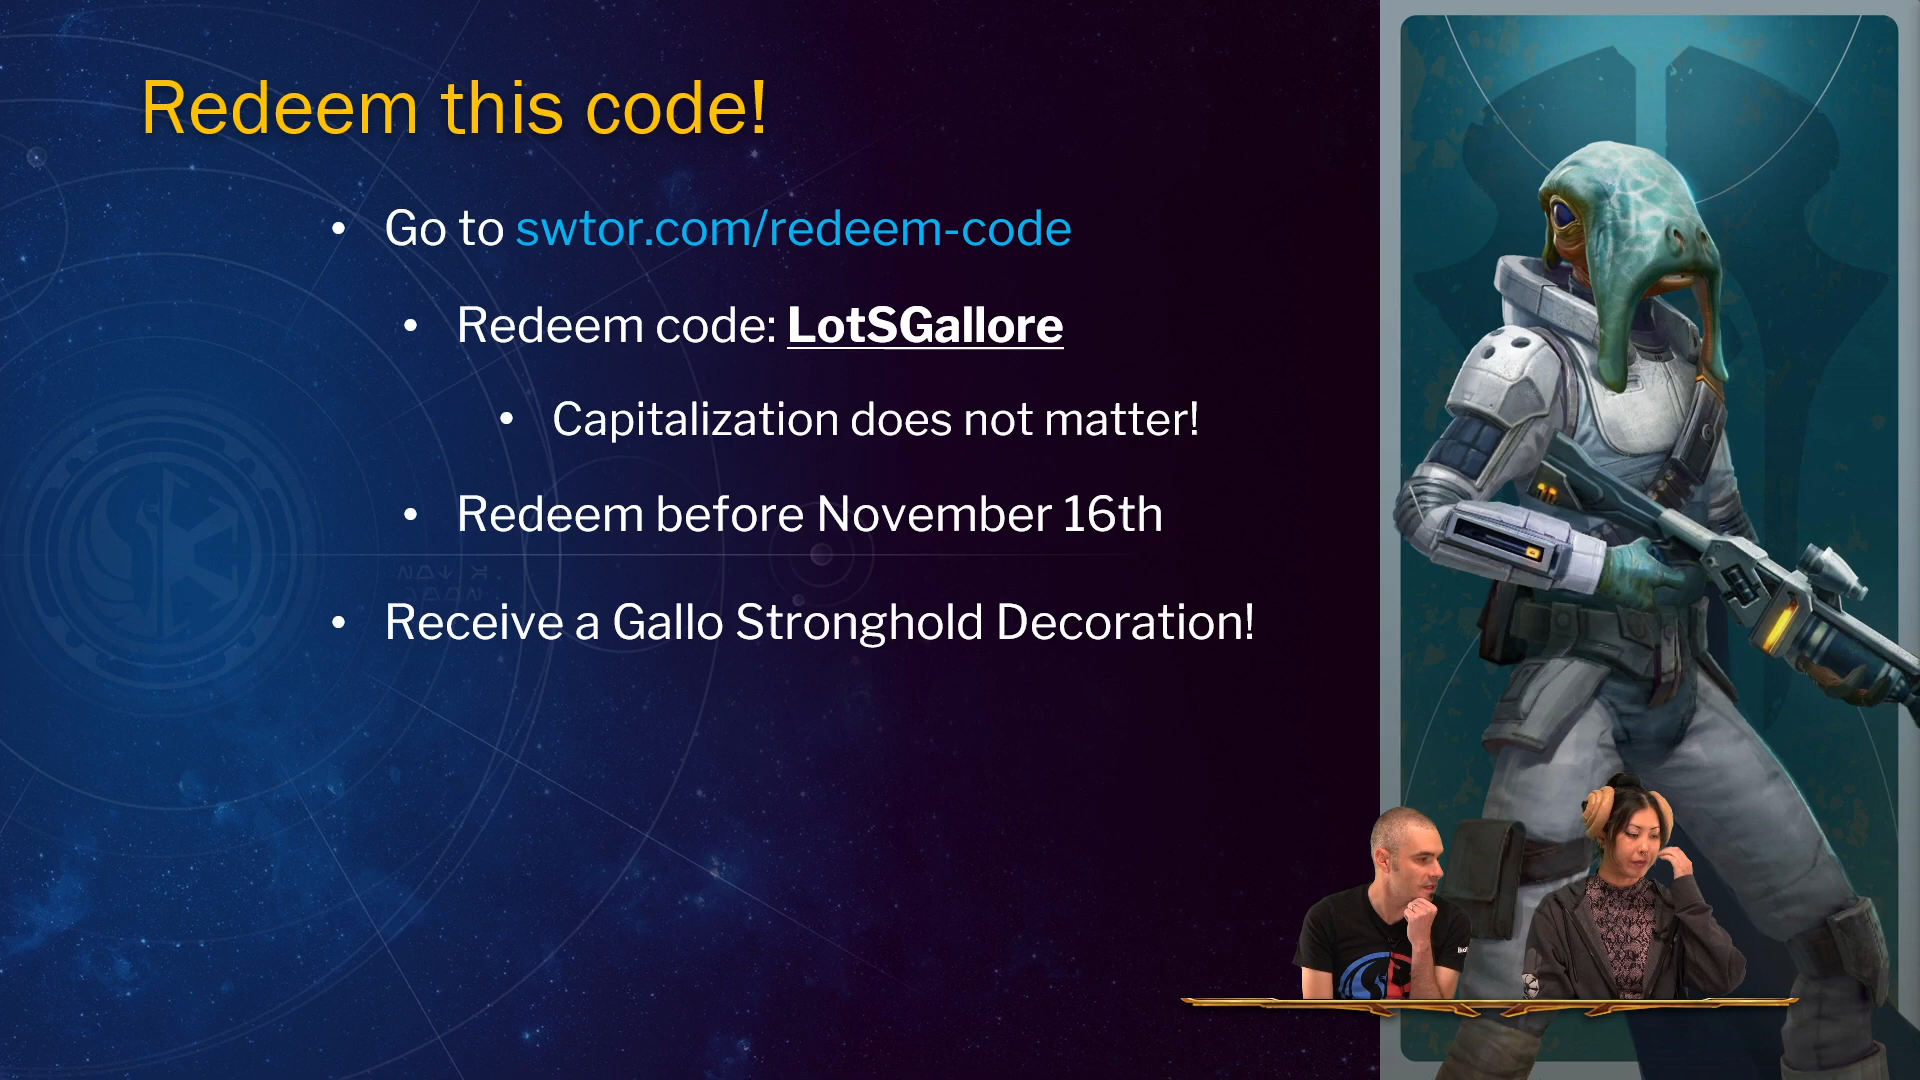 Redeem this code!
• Go to swtor.com/redeem-code
• Redeem code: LotSGallore
• Capitalization does not matter!
• Redeem before November 16th
• Receive a Gallo Stronghold Decoration!